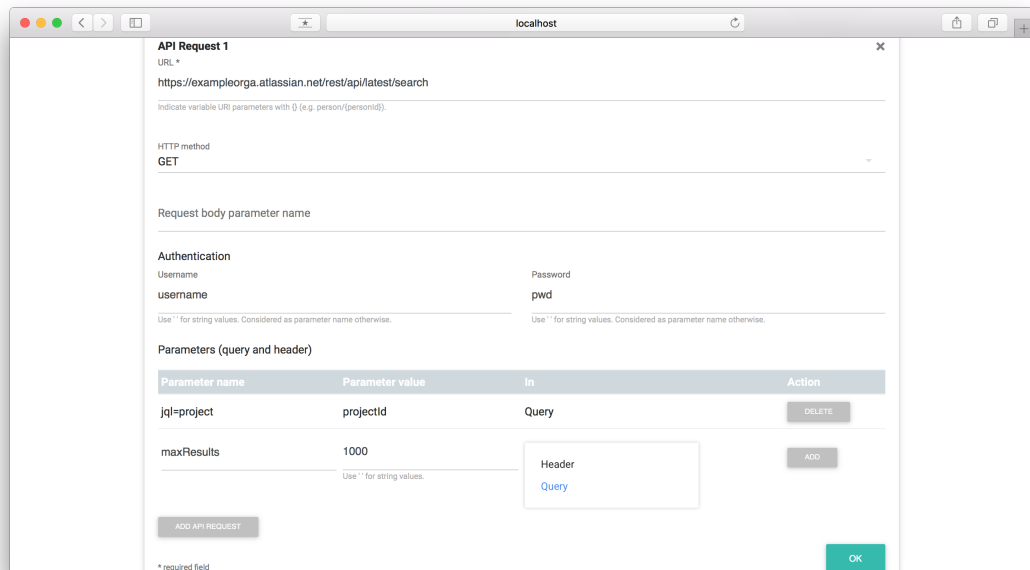 localhost
API Request 1
URL *
https://exampleorga.atlassian.net/rest/api/latest/search
Indicate variable URI parameters with {} (e.g. person/{personId}).
HTTP method
GET
Request body parameter name
Authentication
Username Password
username pwd
Use ' ' for string values. Considered as parameter name otherwise. Use ' ' for string values. Considered as parameter name otherwise.
Parameters (query and header)
Parameter name Parameter value In Action
jql=project projectId Query DELETE
maxResults 1000 Header ADD
Use ' ' for string values.
Query
ADD API REQUEST
OK
* required field